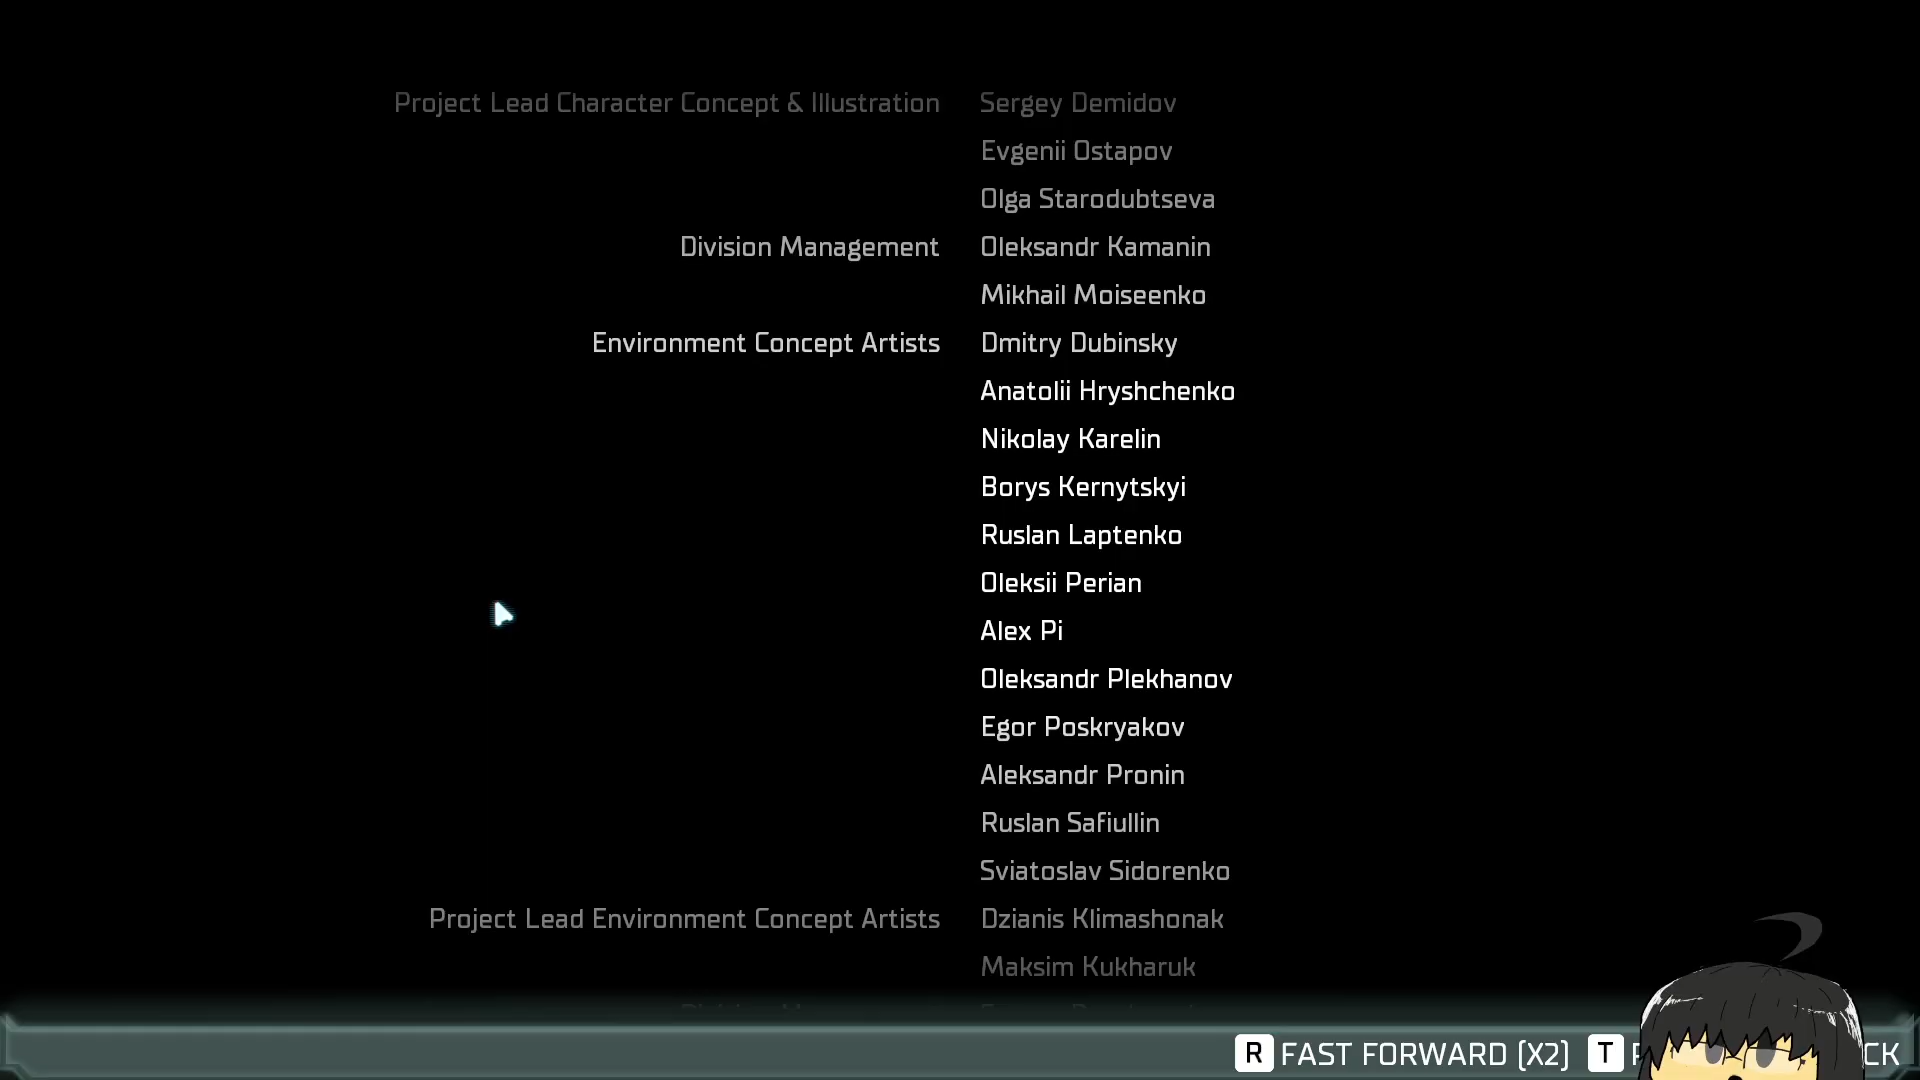 Project Lead Character Concept & Illustration Sergey Demidov
Evgenii Ostapov
Olga Starodubtseva
Division Management Oleksandr Kamanin
Mikhail Moiseenko
Environment Concept Artists Dmitry Dubinsky
Anatolii Hryshchenko
Nikolay Karelin
Borys Kernytskyi
Ruslan Laptenko
Oleksii Perian
Alex Pi
Oleksandr Plekhanov
Egor Poskryakov
Aleksandr Pronin
Ruslan Safiullin
Sviatoslav Sidorenko
Project Lead Environment Concept Artists Dzianis Klimashonak
Maksim Kukharuk
R FAST FORWARD [X2] T